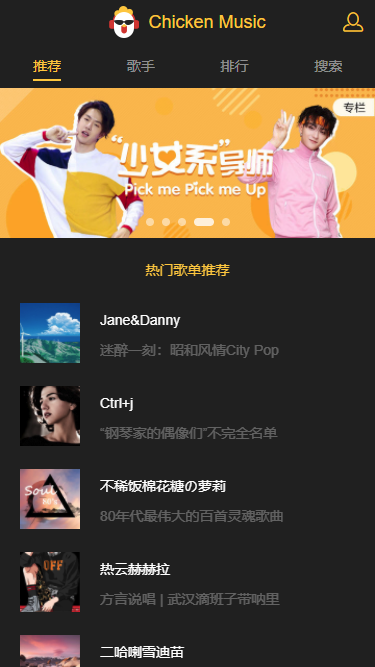 Chicken Music
推荐 歌手 排行 搜索
专栏
“少女系”导师
Pick me Pick me Up
热门歌单推荐
Jane&Danny
迷醉一刻：昭和风情City Pop
Ctrl+j
“钢琴家的偶像们”不完全名单
Soul
80's
不稀饭棉花糖の萝莉
80年代最伟大的百首灵魂歌曲
OFF
热云赫赫拉
方言说唱 | 武汉滴班子带呐里
二哈喇雪迪苗